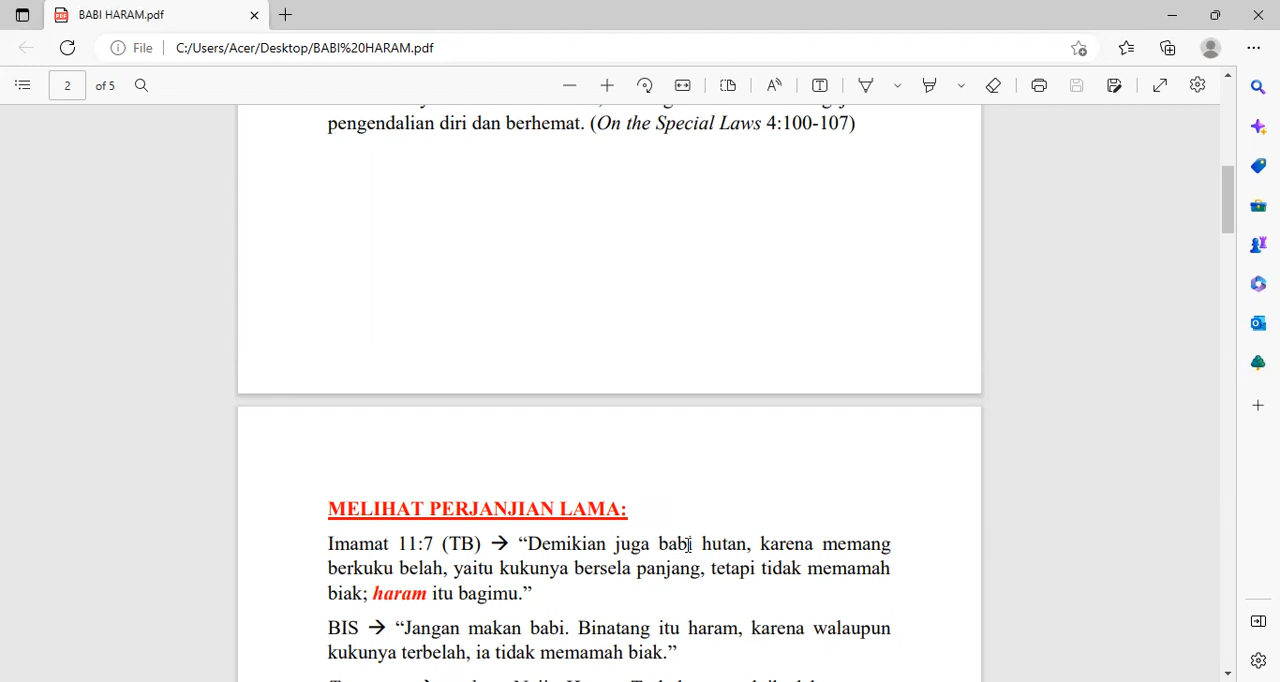 BABI HARAM.pdf
File
C:/Users/Acer/Desktop/BABI%20HARAM.pdf
2 of 5
pengendalian diri dan berhemat. (On the Special Laws 4:100-107)
MELIHAT PERJANJIAN LAMA:
Imamat 11:7 (TB) → “Demikian juga babi hutan, karena memang
berkuku belah, yaitu kukunya bersela panjang, tetapi tidak memamah
biak; haram itu bagimu.”
BIS → “Jangan makan babi. Binatang itu haram, karena walaupun
kukunya terbelah, ia tidak memamah biak.”